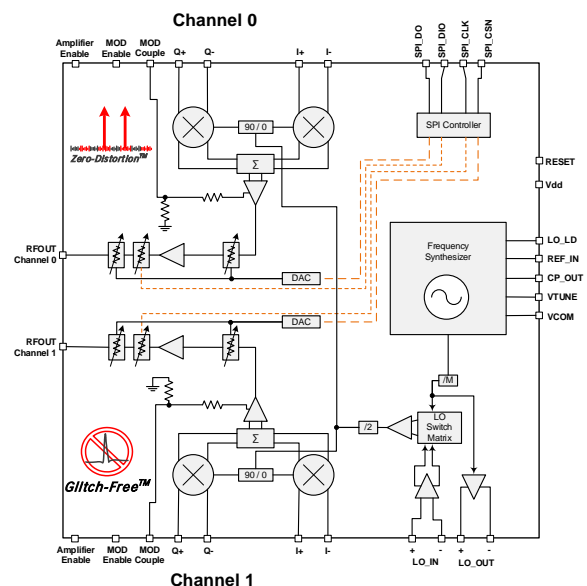 Channel 0
Amplifier Enable
MOD Enable
MOD Couple
Q+
Q-
I+
I-
SPI_DO
SPI_DIO
SPI_CLK
SPI_CSN
90 / 0
SPI Controller
Zero-Distortion™
Σ
RESET
Vdd
RFOUT Channel 0
Frequency Synthesizer
LO_LD
REF_IN
CP_OUT
VTUNE
VCOM
DAC
DAC
RFOUT Channel 1
/M
/2
LO Switch Matrix
Σ
Glitch-Free™
90 / 0
Amplifier Enable
MOD Enable
MOD Couple
Q+
Q-
I+
I-
+
-
+
-
LO_IN
LO_OUT
Channel 1